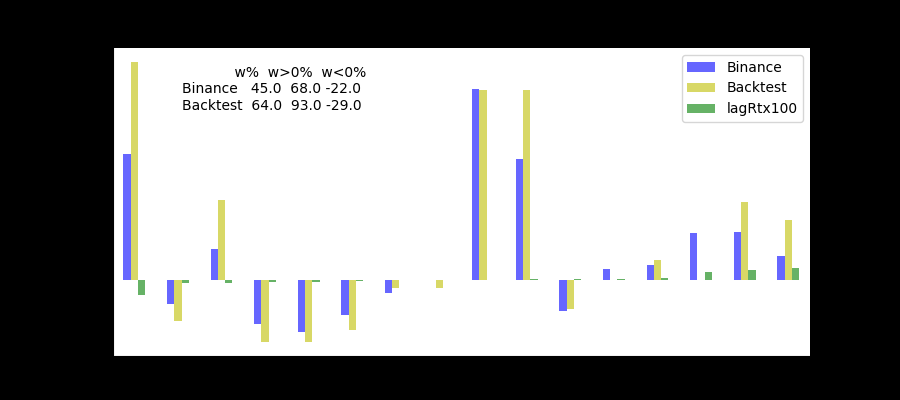 w%  w>0%  w<0%
Binance  45.0  68.0 -22.0
Backtest  64.0  93.0 -29.0
Binance
Backtest
lagRtx100